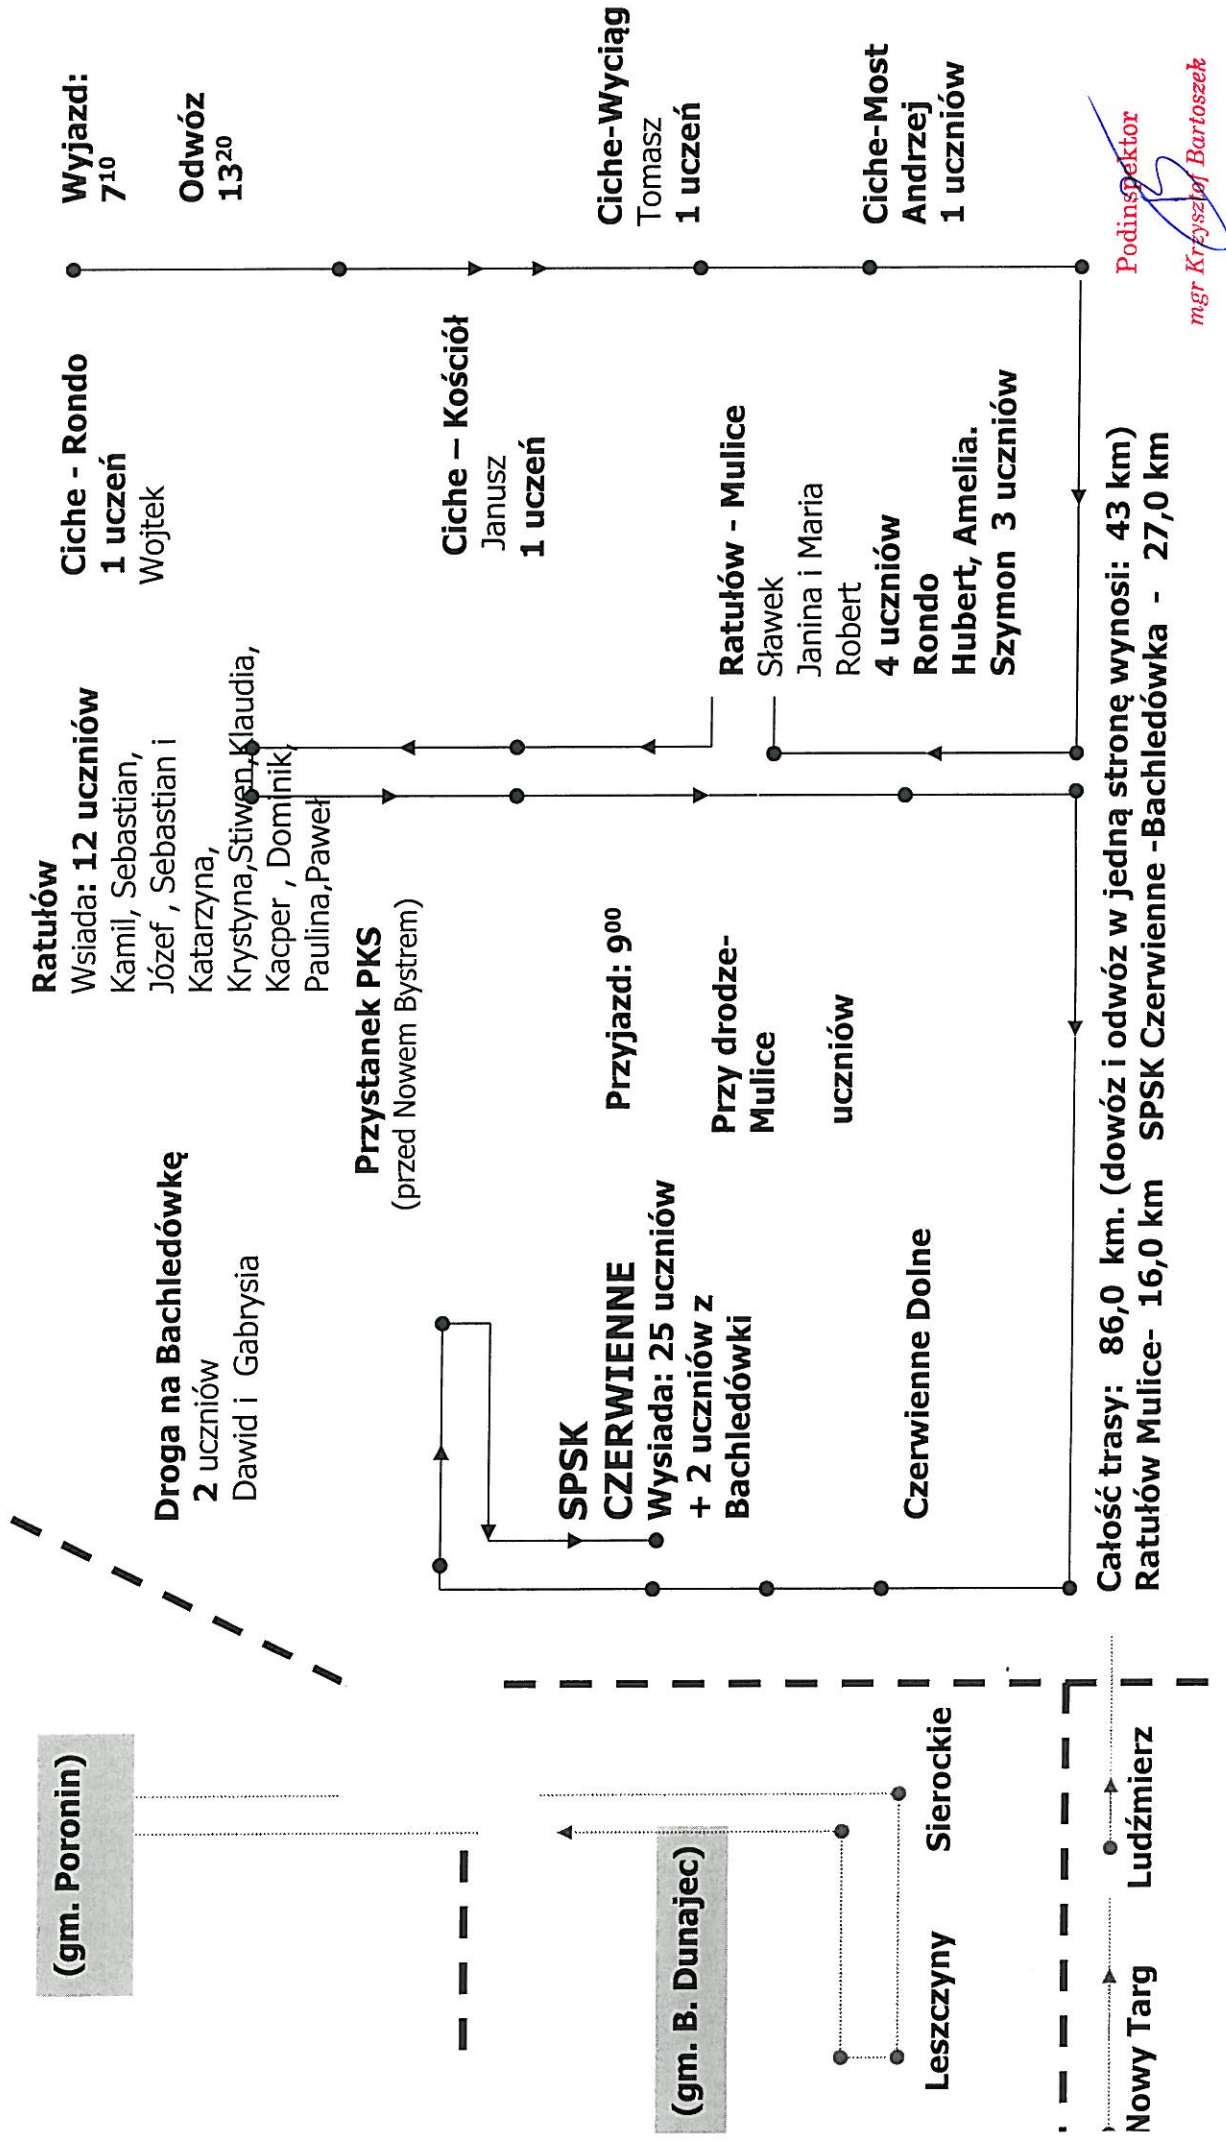 Wyjazd:
7¹⁰
Odwóz
13²⁰
Ciche - Rondo
1 uczeń
Wojtek
Ciche – Kościół
Janusz
1 uczeń
Ciche-Wyciąg
Tomasz
1 uczeń
Ciche-Most
Andrzej
1 uczniów
Ratułów - Mulice
Sławek
Janina i Maria
Robert
4 uczniów
Rondo
Hubert, Amelia.
Szymon 3 uczniów
Ratułów
Wsiada: 12 uczniów
Kamil, Sebastian,
Józef , Sebastian i
Katarzyna,
Krystyna,Stiwen,Klaudia,
Kacper , Dominik,
Paulina,Paweł
Przystanek PKS
(przed Nowem Bystrem)
Przyjazd: 9⁰⁰
Przy drodze-
Mulice
uczniów
Droga na Bachledówkę
2 uczniów
Dawid i Gabrysia
SPSK
CZERWIENNE
Wysiada: 25 uczniów
+ 2 uczniów z
Bachledówki
Czerwienne Dolne
(gm. Poronin)
(gm. B. Dunajec)
Leszczyny
Sierockie
Nowy Targ
Ludźmierz
Całość trasy: 86,0 km. (dowóz i odwóz w jedną stronę wynosi: 43 km)
Ratułów Mulice- 16,0 km SPSK Czerwienne -Bachledówka - 27,0 km
Podinspektor
mgr Krzysztof Bartoszek